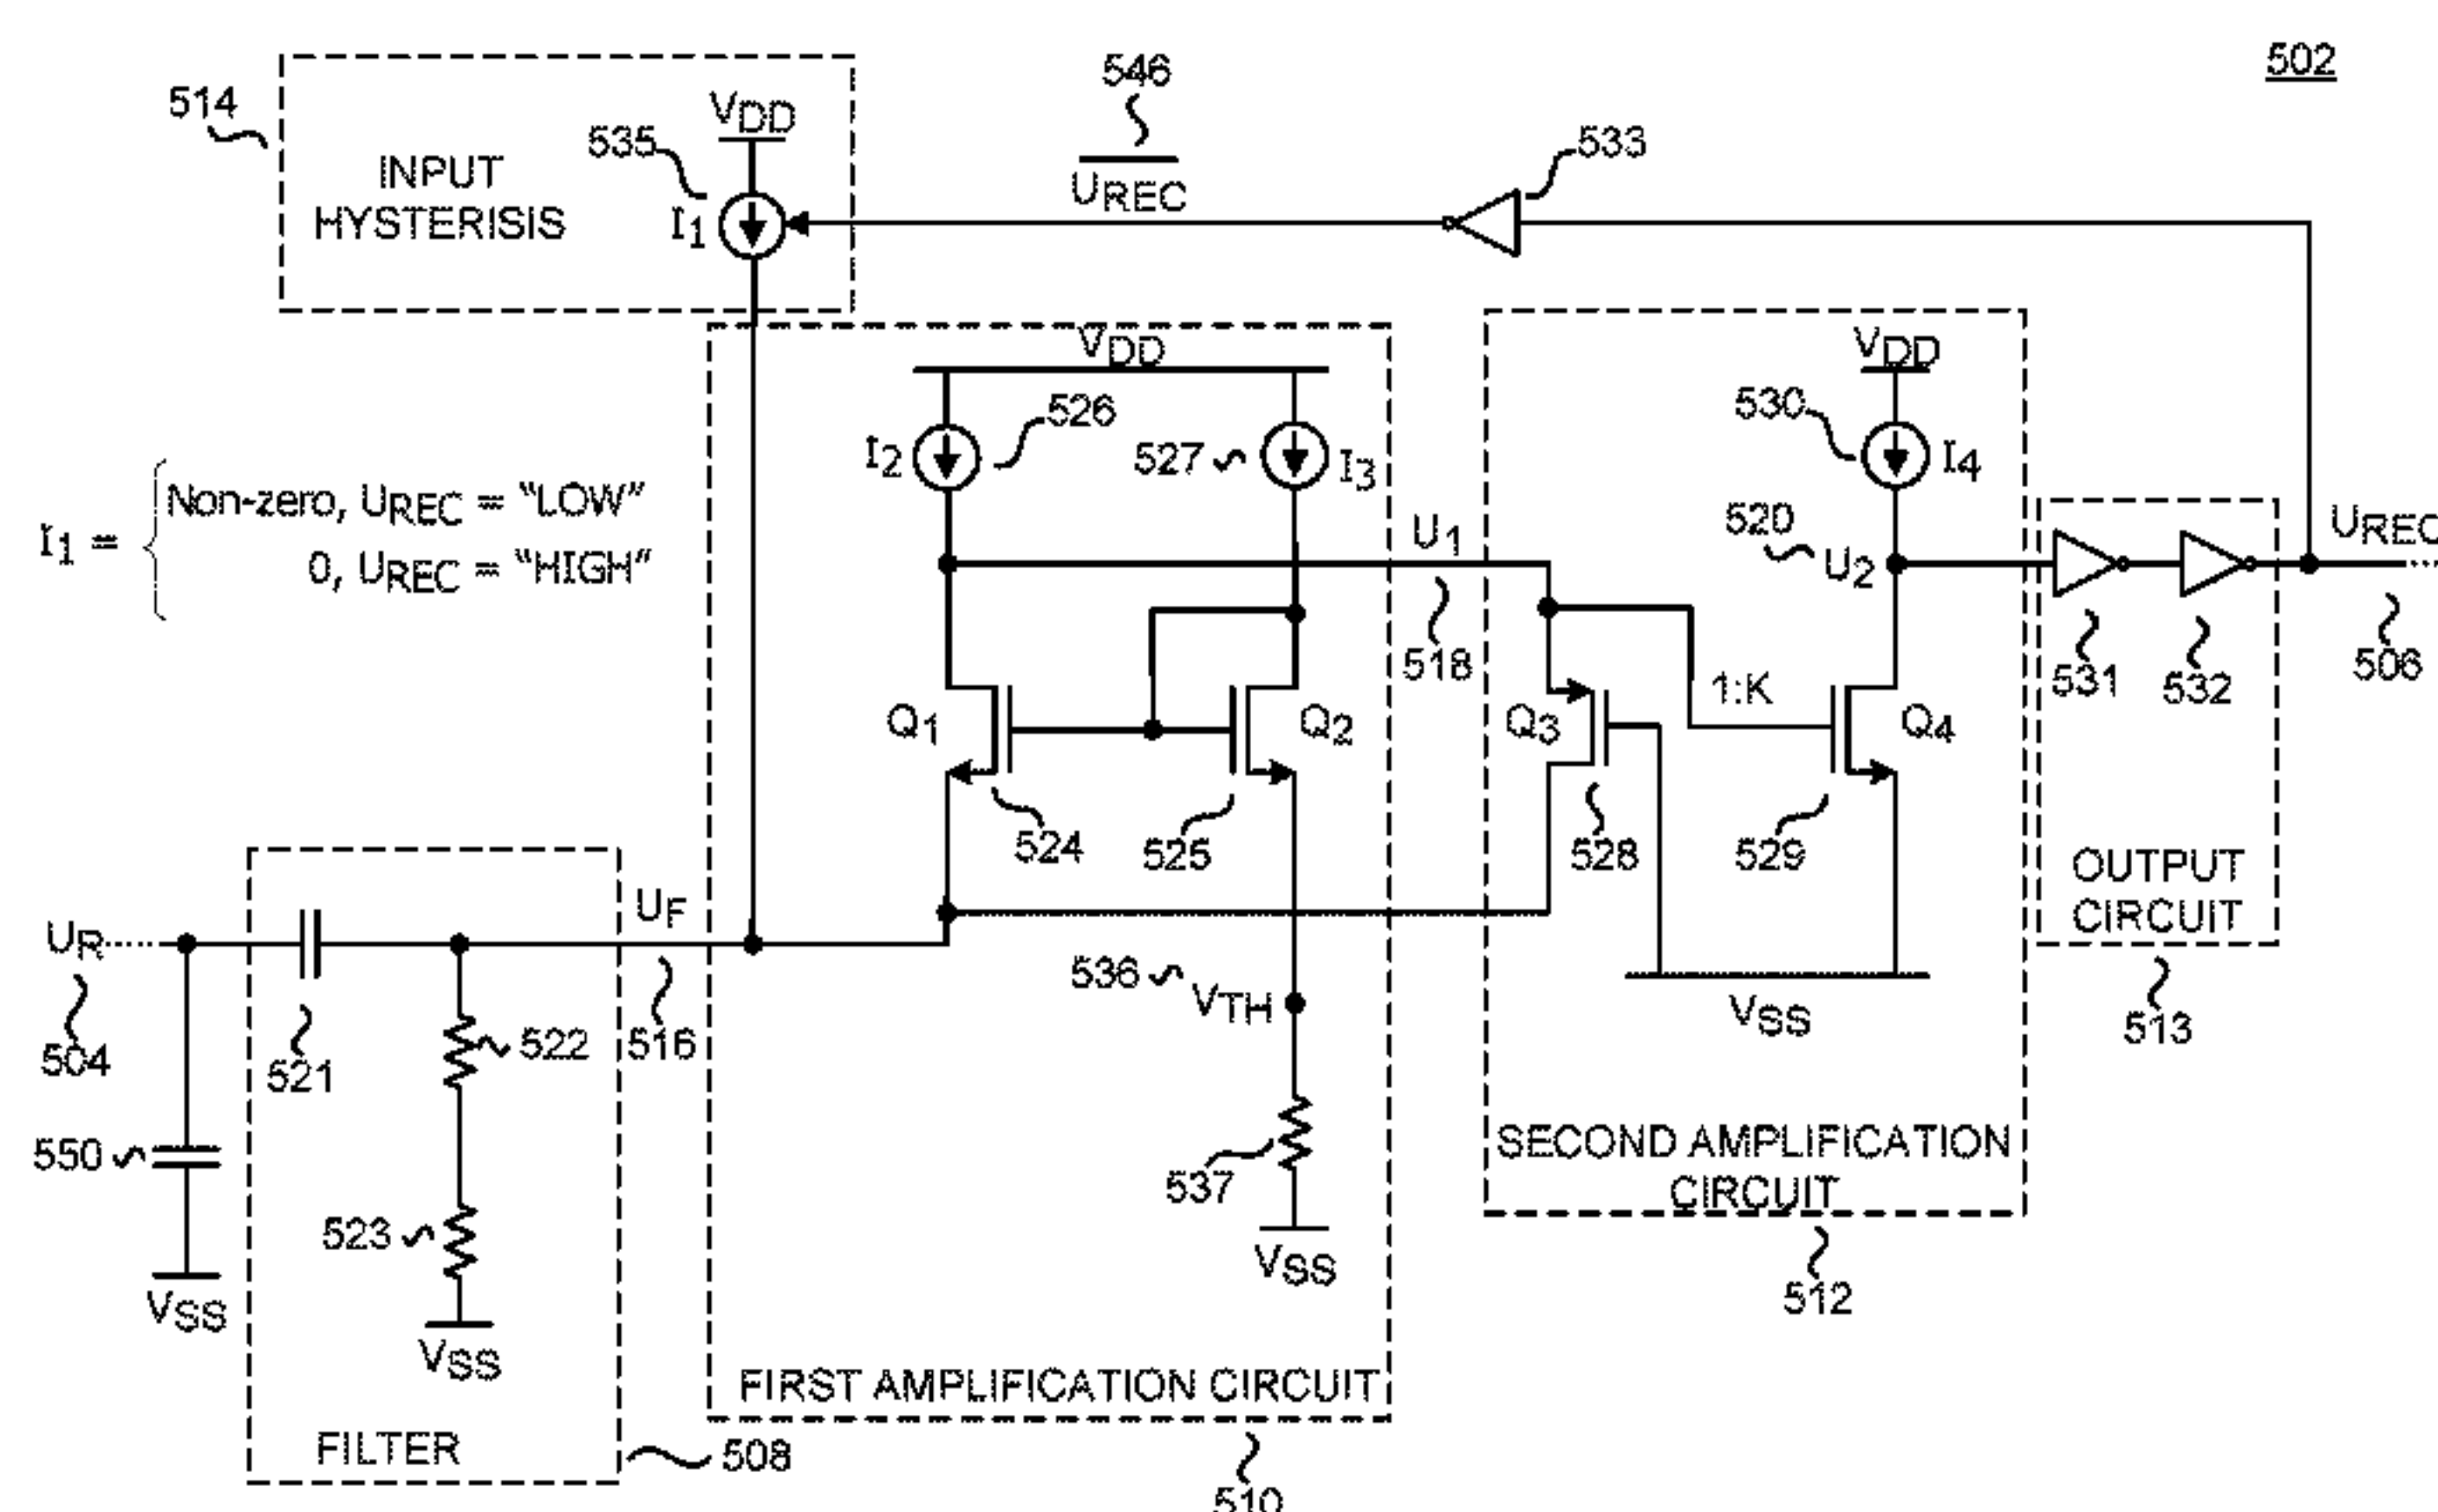 502
546
514
VDD
535
533
INPUT
HYSTERISIS
I1
UREC
VDD
VDD
526
530
I2
527
I3
I4
I1 =
Non-zero, UREC = "LOW"
0, UREC = "HIGH"
U1
520
U2
UREC
518
506
531
532
1:K
Q1
Q2
Q3
Q4
524
525
528
529
OUTPUT
CIRCUIT
UR
UF
536
VTH
VSS
513
504
521
522
516
550
537
SECOND AMPLIFICATION
CIRCUIT
523
VSS
VSS
VSS
512
FIRST AMPLIFICATION CIRCUIT
FILTER
508
510